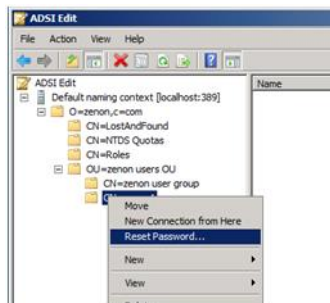 ADSI Edit
File Action View Help
ADSI Edit
Name
Default naming context [localhost:389]
O=zenon,c=com
CN=LostAndFound
CN=NTDS Quotas
CN=Roles
OU=zenon users OU
CN=zenon user group
Move
New Connection from Here
Reset Password...
New
View